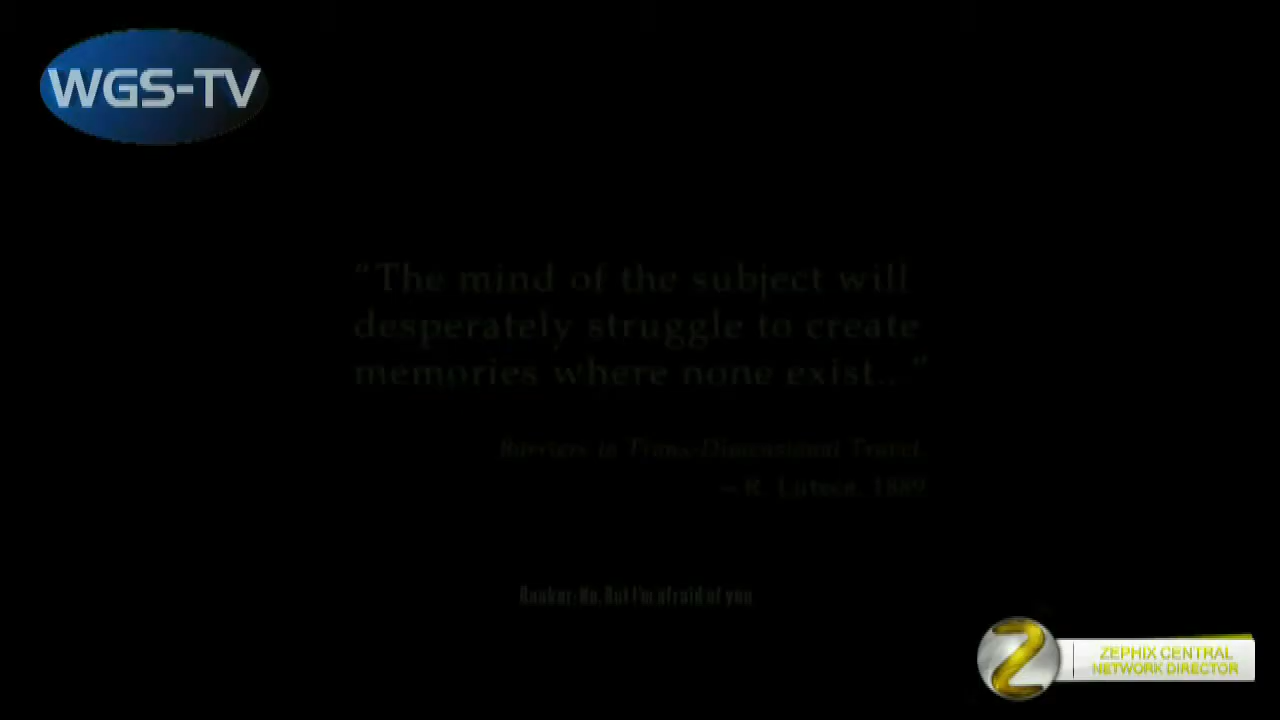 WGS-TV
“The mind of the subject will
desperately struggle to create
memories where none exist...”
Barriers to Trans-Dimensional Travel
– R. Lutece, 1889
Booker: No. But I'm afraid of you.
ZEPHIX CENTRAL
NETWORK DIRECTOR